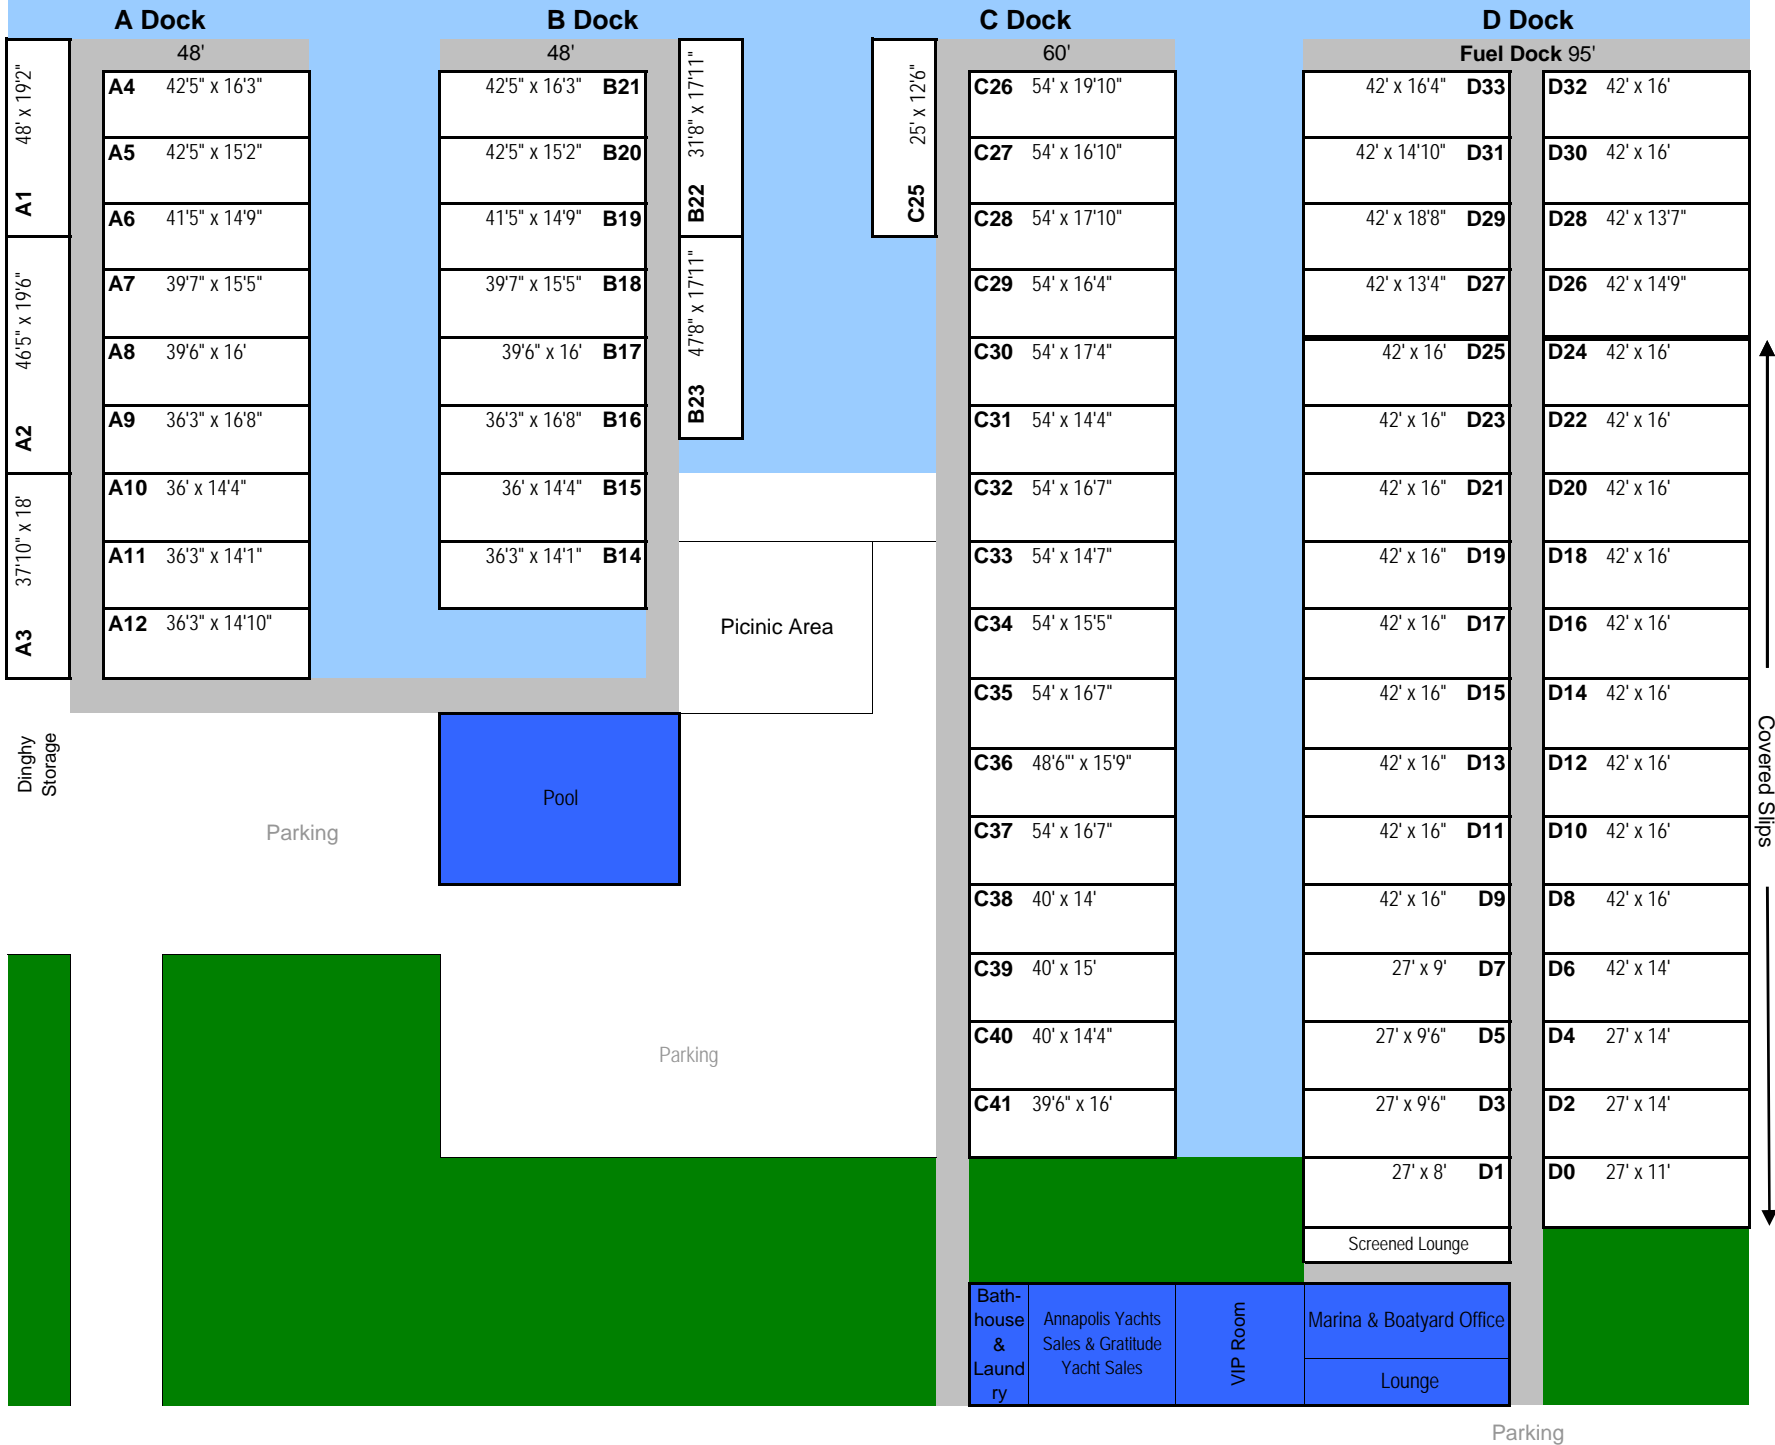 A Dock
B Dock
C Dock
D Dock
48'
48'
60'
Fuel Dock 95'
A1 48' x 19'2"
A2 46'5" x 19'6"
A3 37'10" x 18'
A4 42'5" x 16'3"
A5 42'5" x 15'2"
A6 41'5" x 14'9"
A7 39'7" x 15'5"
A8 39'6" x 16'
A9 36'3" x 16'8"
A10 36' x 14'4"
A11 36'3" x 14'1"
A12 36'3" x 14'10"
42'5" x 16'3" B21
42'5" x 15'2" B20
41'5" x 14'9" B19
39'7" x 15'5" B18
39'6" x 16' B17
36'3" x 16'8" B16
36' x 14'4" B15
36'3" x 14'1" B14
B22 31'8" x 17'11"
B23 47'8" x 17'11"
C25 25' x 12'6"
C26 54' x 19'10"
C27 54' x 16'10"
C28 54' x 17'10"
C29 54' x 16'4"
C30 54' x 17'4"
C31 54' x 14'4"
C32 54' x 16'7"
C33 54' x 14'7"
C34 54' x 15'5"
C35 54' x 16'7"
C36 48'6"' x 15'9"
C37 54' x 16'7"
C38 40' x 14'
C39 40' x 15'
C40 40' x 14'4"
C41 39'6" x 16'
42' x 16'4" D33
42' x 14'10" D31
42' x 18'8" D29
42' x 13'4" D27
42' x 16' D25
42' x 16" D23
42' x 16" D21
42' x 16" D19
42' x 16" D17
42' x 16" D15
42' x 16" D13
42' x 16" D11
42' x 16" D9
27' x 9' D7
27' x 9'6" D5
27' x 9'6" D3
27' x 8' D1
D32 42' x 16'
D30 42' x 16'
D28 42' x 13'7"
D26 42' x 14'9"
D24 42' x 16'
D22 42' x 16'
D20 42' x 16'
D18 42' x 16'
D16 42' x 16'
D14 42' x 16'
D12 42' x 16'
D10 42' x 16'
D8 42' x 16'
D6 42' x 14'
D4 27' x 14'
D2 27' x 14'
D0 27' x 11'
Covered Slips
Picinic Area
Dinghy
Storage
Pool
Parking
Parking
Screened Lounge
Bath-
house
&
Laund
ry
Annapolis Yachts
Sales & Gratitude
Yacht Sales
VIP Room
Marina & Boatyard Office
Lounge
Parking